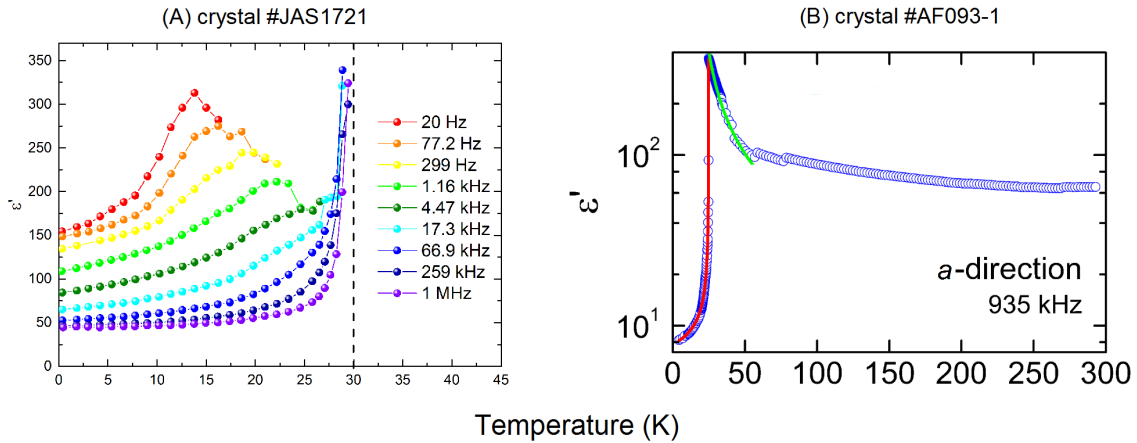 (A) crystal #JAS1721
(B) crystal #AF093-1
350
300
250
200
150
100
50
0
ε'
0
5
10
15
20
25
30
35
40
45
20 Hz
77.2 Hz
299 Hz
1.16 kHz
4.47 kHz
17.3 kHz
66.9 kHz
259 kHz
1 MHz
10²
10¹
ε'
a-direction
935 kHz
0
50
100
150
200
250
300
Temperature (K)